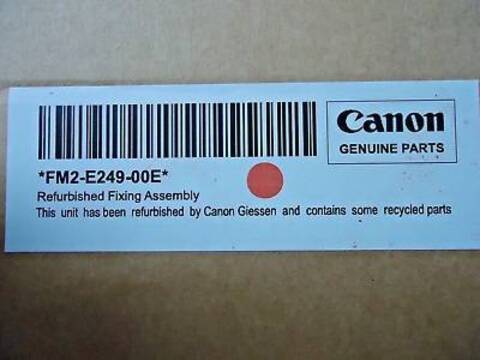 Canon
GENUINE PARTS
*FM2-E249-00E*
Refurbished Fixing Assembly
This unit has been refurbished by Canon Giessen and contains some recycled parts